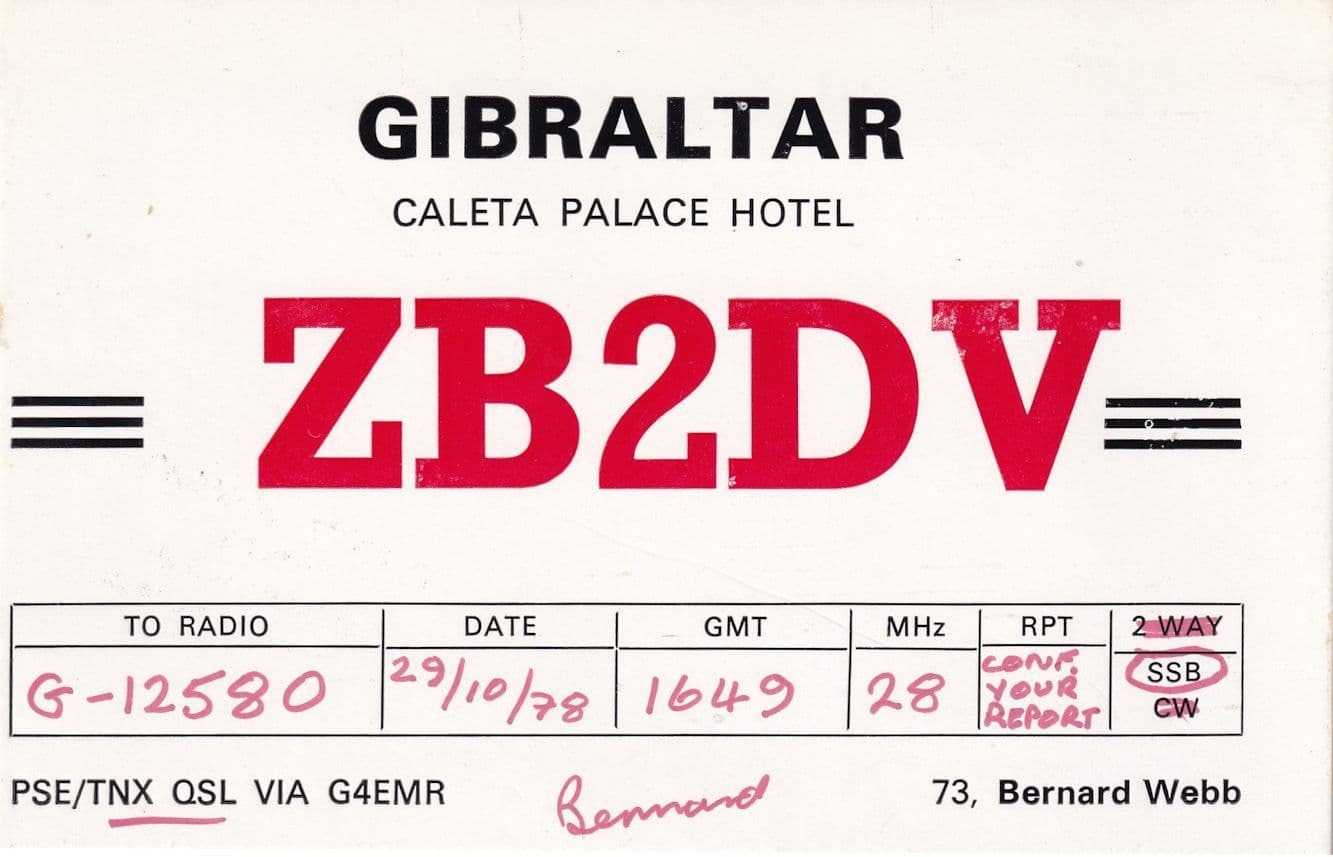 GIBRALTAR
CALETA PALACE HOTEL
ZB2DV
TO RADIO DATE GMT MHz RPT 2 WAY
G-12580 29/10/78 1649 28 CONF. YOUR REPORT SSB CW
PSE/TNX QSL VIA G4EMR Bernard 73, Bernard Webb